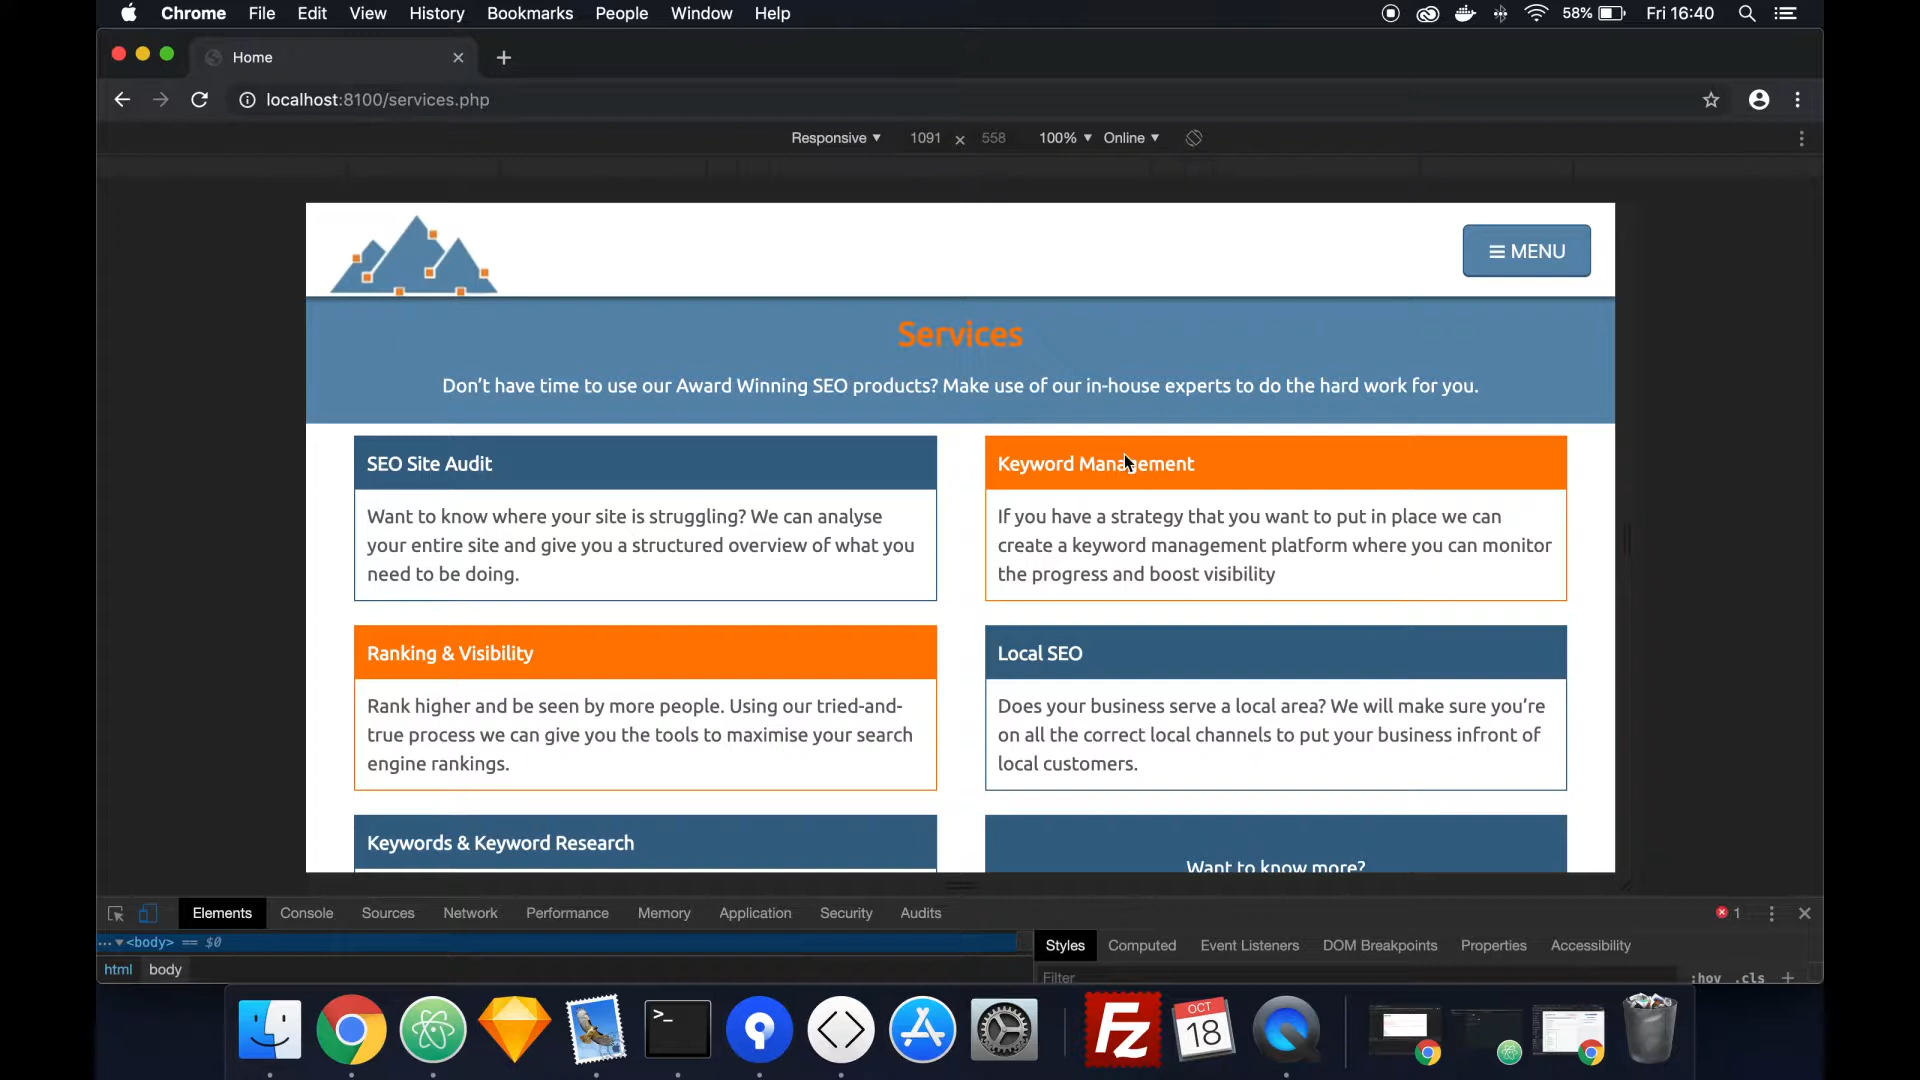 Chrome File Edit View History Bookmarks People Window Help 58% Fri 16:40
Home
localhost:8100/services.php
Responsive 1091 × 558 100% Online
MENU
Services
Don’t have time to use our Award Winning SEO products? Make use of our in-house experts to do the hard work for you.
SEO Site Audit
Want to know where your site is struggling? We can analyse
your entire site and give you a structured overview of what you
need to be doing.
Keyword Management
If you have a strategy that you want to put in place we can
create a keyword management platform where you can monitor
the progress and boost visibility
Ranking & Visibility
Rank higher and be seen by more people. Using our tried-and-
true process we can give you the tools to maximise your search
engine rankings.
Local SEO
Does your business serve a local area? We will make sure you’re
on all the correct local channels to put your business infront of
local customers.
Keywords & Keyword Research
Want to know more?
Elements Console Sources Network Performance Memory Application Security Audits 1
...<body> == $0
html body
Styles Computed Event Listeners DOM Breakpoints Properties Accessibility
Filter :hov .cls +
>_
Fz
OCT
18